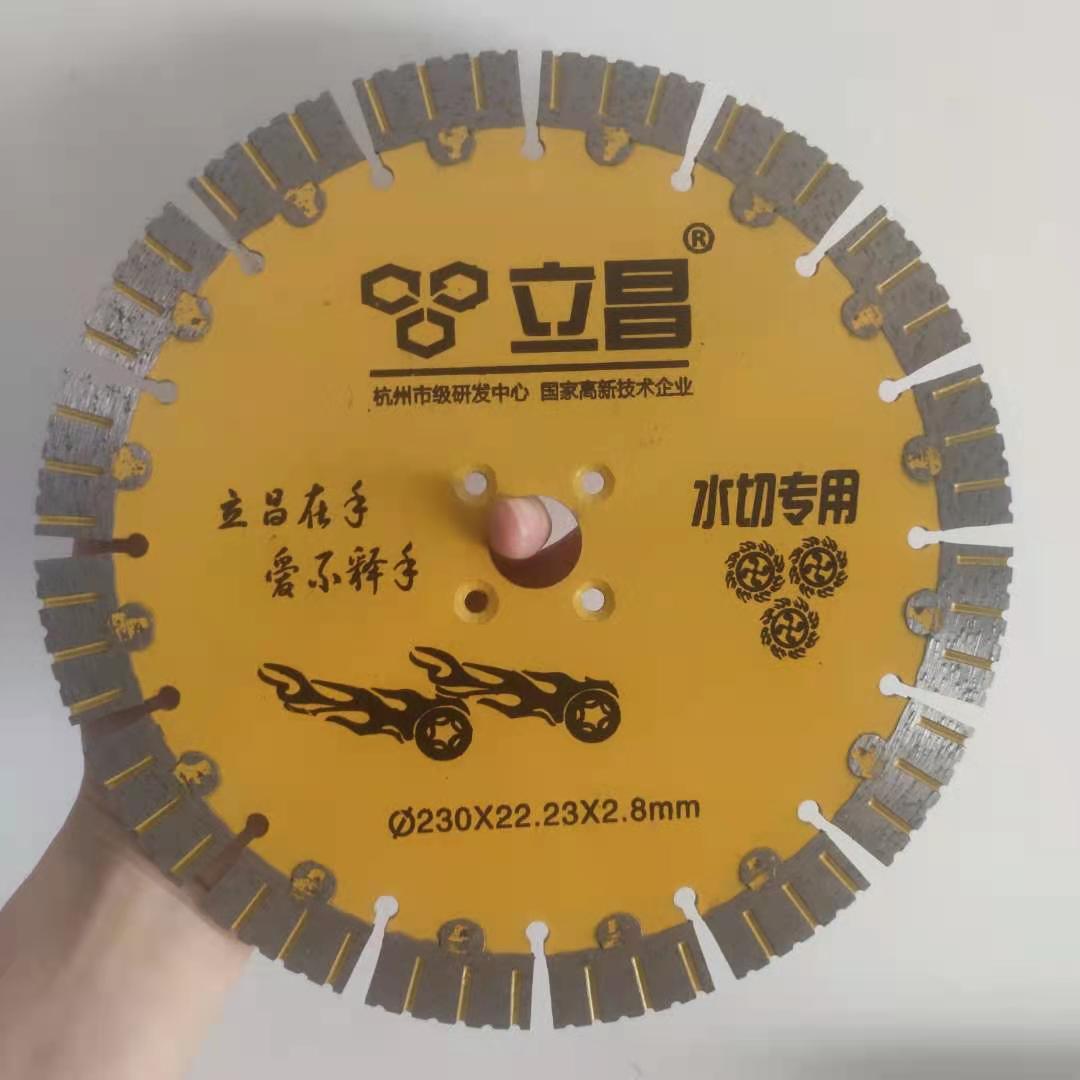 立昌®
杭州市级研发中心 国家高新技术企业
立昌在手
爱不释手
水切专用
Ø230X22.23X2.8mm